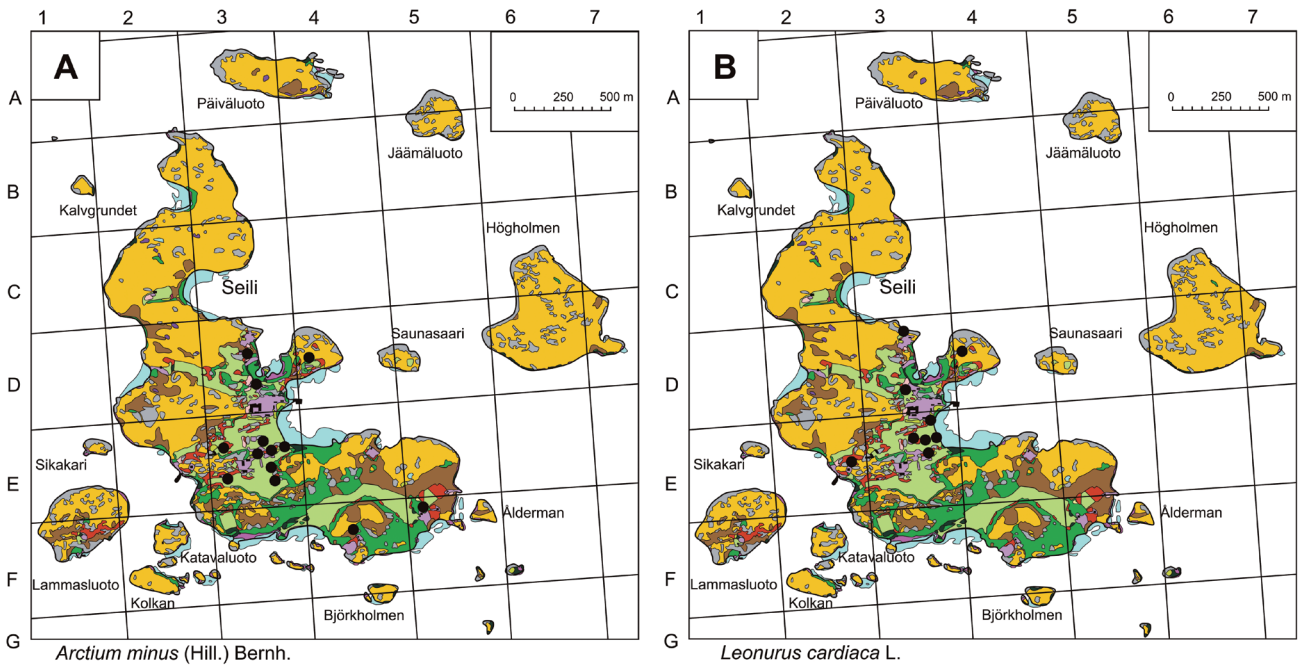 1 2 3 4 5 6 7
A
0 250 500 m
A
Päiväluoto
Jäämäluoto
B
Kalvgrundet
Högholmen
C
Seili
Saunasaari
D
Sikakari
E
Ålderman
Katavaluoto
Lammasluoto
F
Kolkan
Björkholmen
G
Arctium minus (Hill.) Bernh.
1 2 3 4 5 6 7
B
0 250 500 m
A
Päiväluoto
Jäämäluoto
B
Kalvgrundet
Högholmen
C
Seili
Saunasaari
D
Sikakari
E
Ålderman
Katavaluoto
Lammasluoto
F
Kolkan
Björkholmen
G
Leonurus cardiaca L.